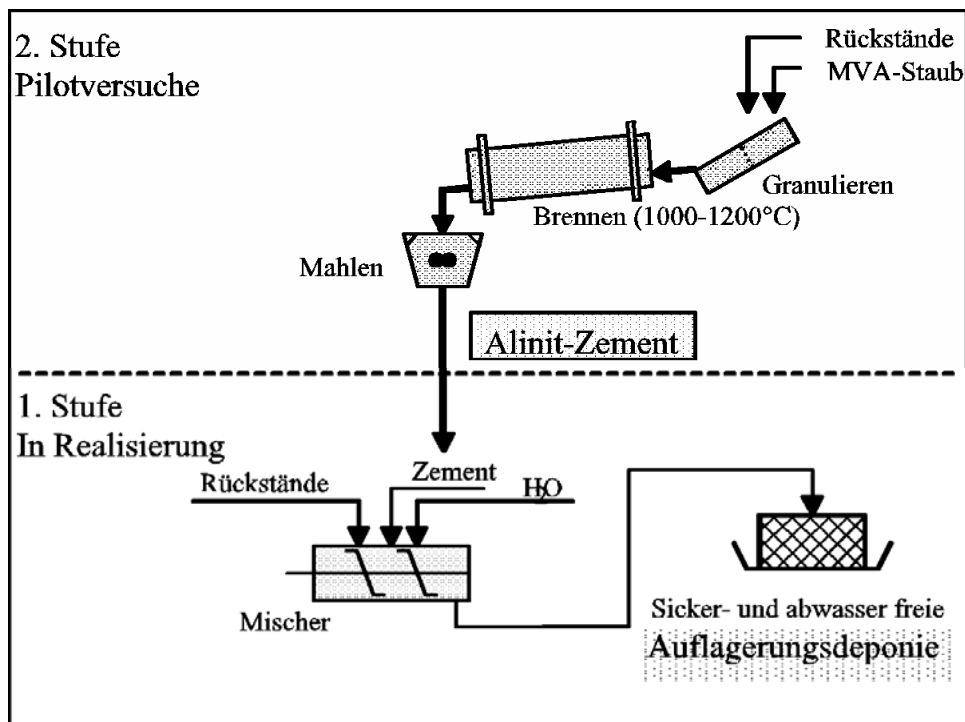 2. Stufe
Pilotversuche
Rückstände
MVA-Staub
Granulieren
Brennen (1000-1200°C)
Mahlen
Alinit-Zement
1. Stufe
In Realisierung
Rückstände
Zement
H2O
Mischer
Sicker- und abwasser freie
Auflagerungsdeponie